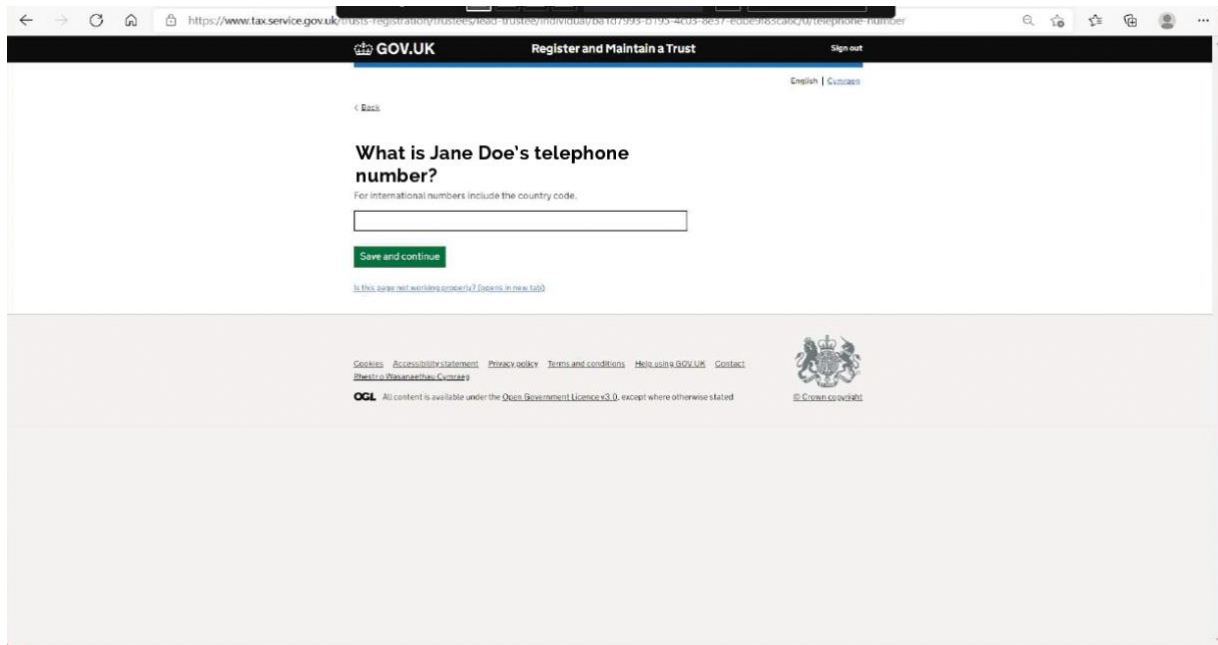 https://www.tax.service.gov.uk/trusts-registration/trustees/lead-trustee/individual/ /0/telephone-number
GOV.UK Register and Maintain a Trust Sign out
English | Cymraeg
< Back
What is Jane Doe's telephone
number?
For international numbers include the country code.
Save and continue
Is this page not working properly? (opens in new tab)
Cookies Accessibility statement Privacy policy Terms and conditions Help using GOV.UK Contact
Rhestr o Wasanaethau Cymraeg
OGL All content is available under the Open Government Licence v3.0, except where otherwise stated
© Crown copyright